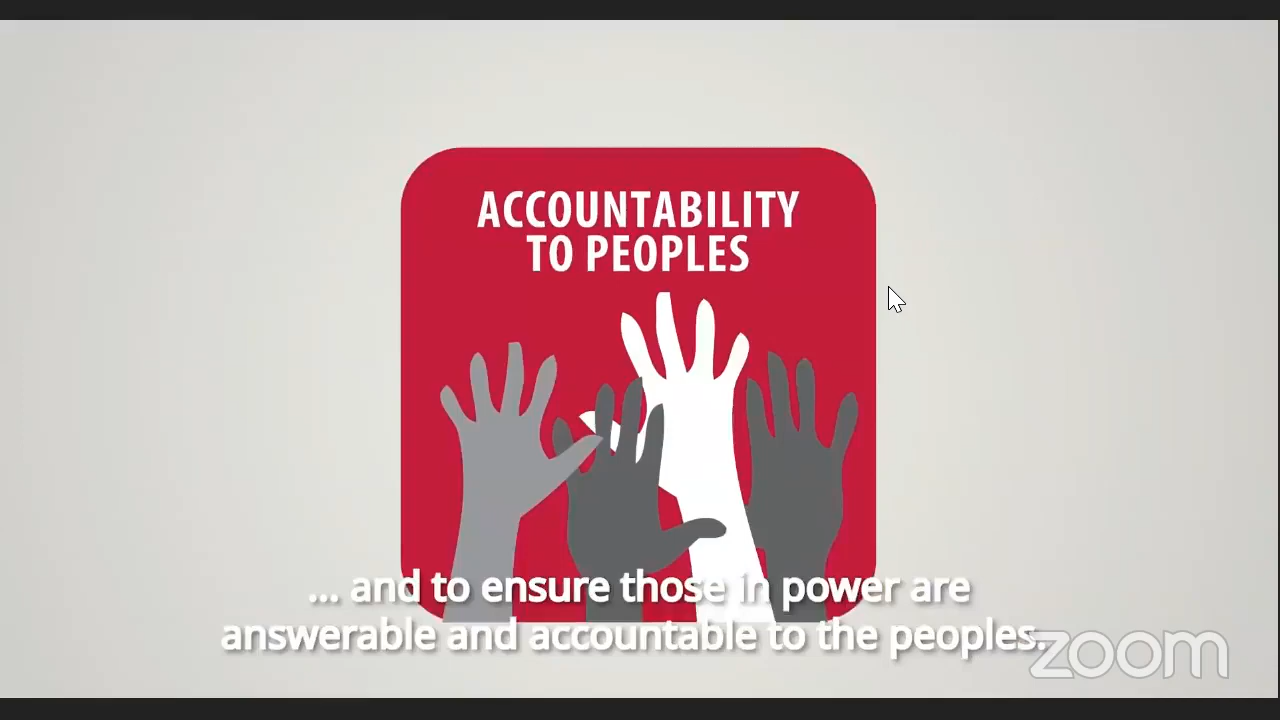 ACCOUNTABILITY
TO PEOPLES
... and to ensure those in power are
answerable and accountable to the peoples.
zoom